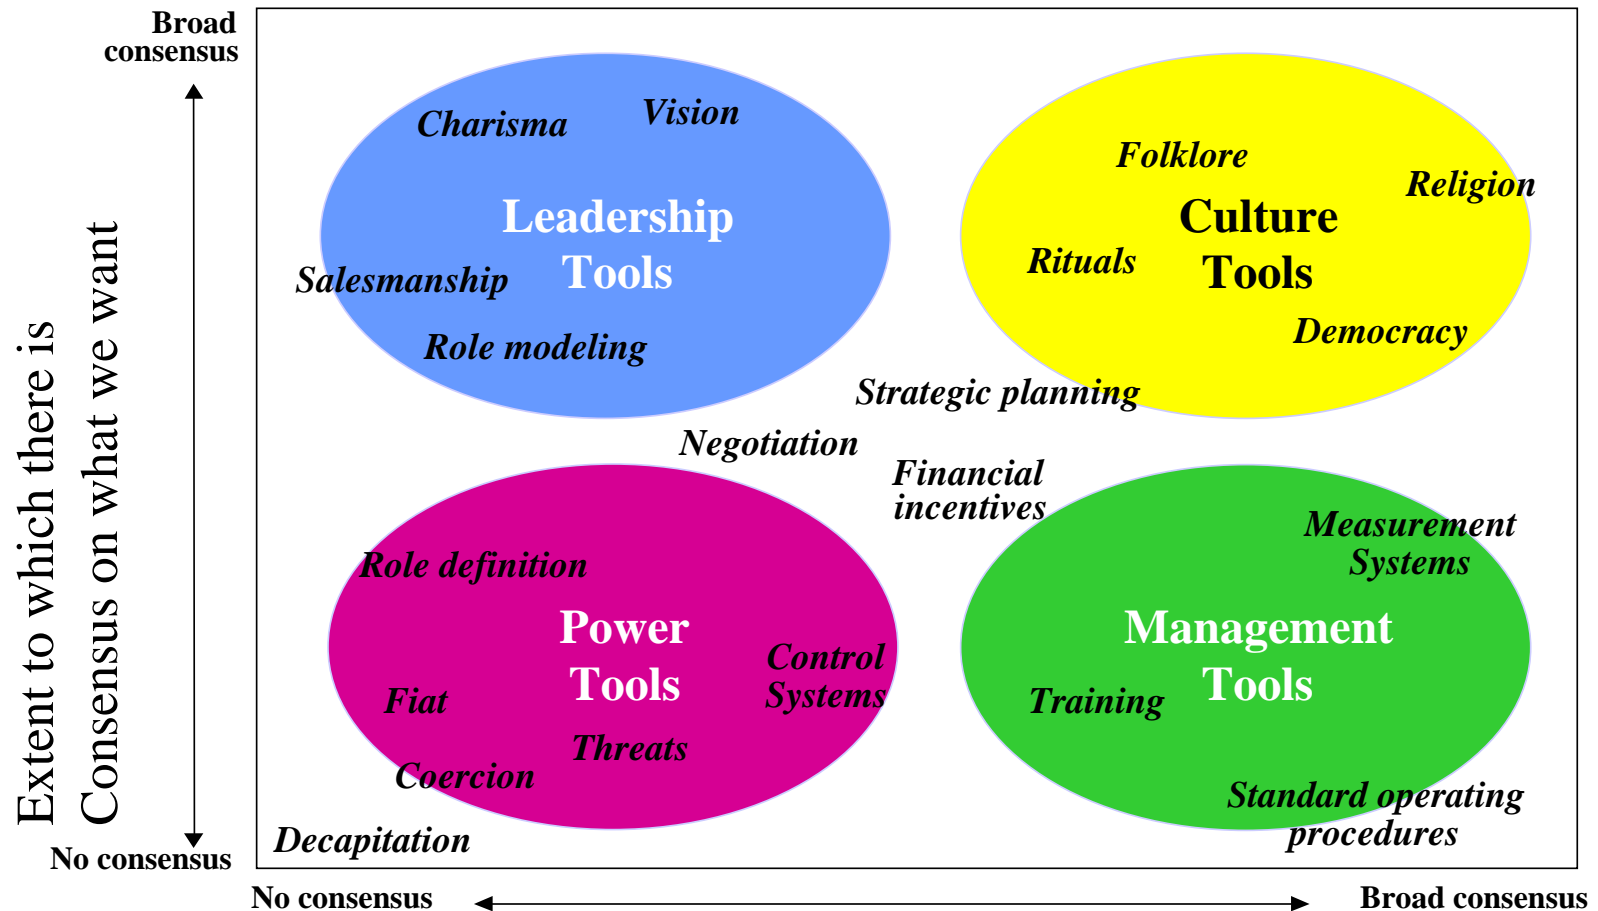 Broad
consensus
Extent to which there is
Consensus on what we want
No consensus
Charisma
Vision
Leadership
Tools
Salesmanship
Role modeling
Folklore
Religion
Culture
Tools
Rituals
Democracy
Strategic planning
Negotiation
Financial
incentives
Role definition
Power
Tools
Control
Systems
Fiat
Threats
Coercion
Decapitation
Measurement
Systems
Management
Tools
Training
Standard operating
procedures
No consensus
Broad consensus